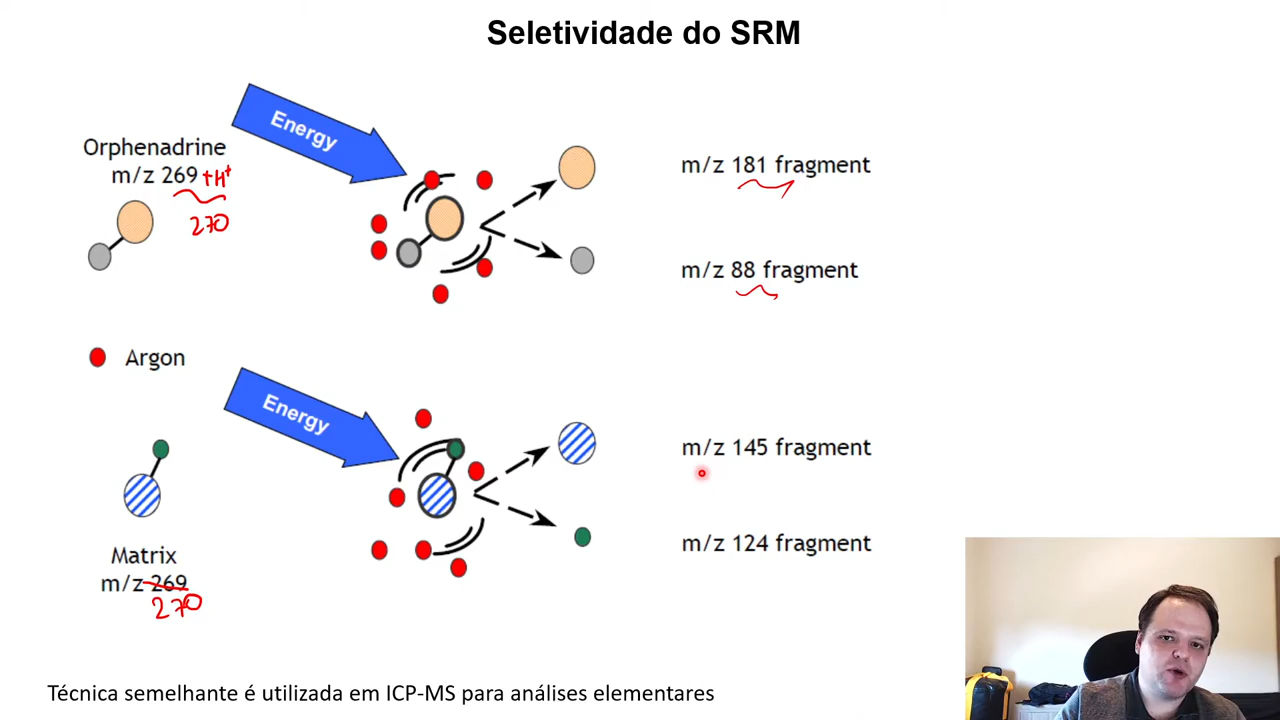 Seletividade do SRM
Energy
Orphenadrine
m/z 269 +H+
270
m/z 181 fragment
m/z 88 fragment
Argon
Energy
m/z 145 fragment
m/z 124 fragment
Matrix
m/z 269
270
Técnica semelhante é utilizada em ICP-MS para análises elementares